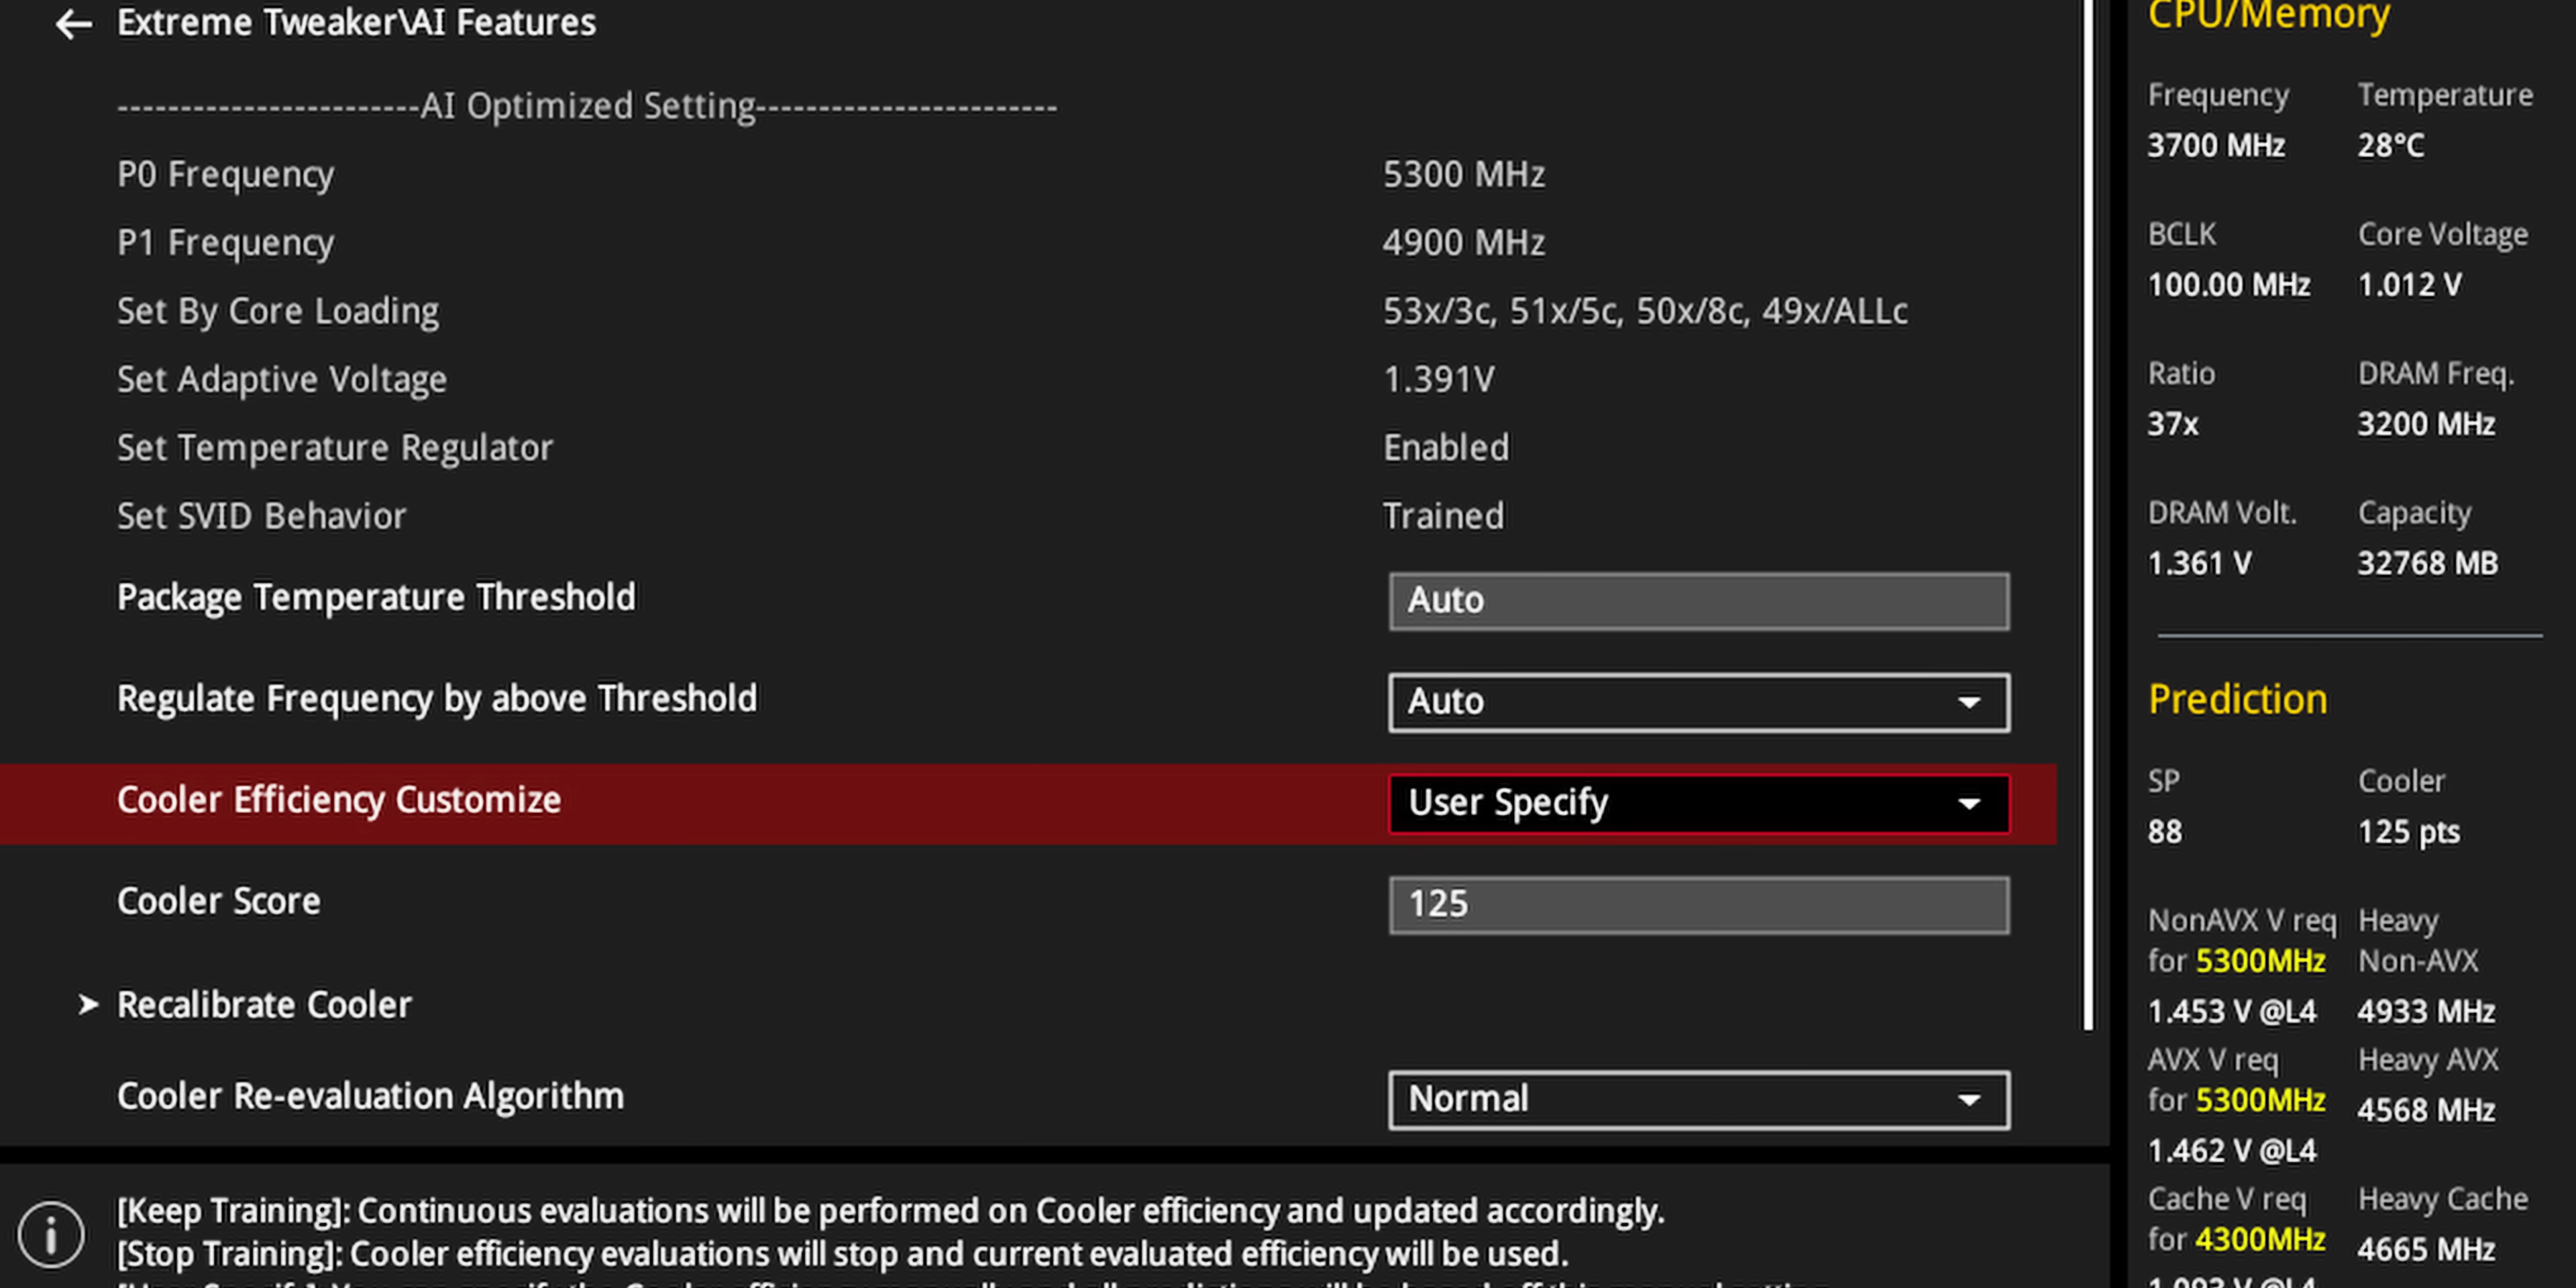 Extreme Tweaker\AI Features
------------------------AI Optimized Setting------------------------
P0 Frequency 5300 MHz
P1 Frequency 4900 MHz
Set By Core Loading 53x/3c, 51x/5c, 50x/8c, 49x/ALLc
Set Adaptive Voltage 1.391V
Set Temperature Regulator Enabled
Set SVID Behavior Trained
Package Temperature Threshold Auto
Regulate Frequency by above Threshold Auto
Cooler Efficiency Customize User Specify
Cooler Score 125
Recalibrate Cooler
Cooler Re-evaluation Algorithm Normal
[Keep Training]: Continuous evaluations will be performed on Cooler efficiency and updated accordingly.
[Stop Training]: Cooler efficiency evaluations will stop and current evaluated efficiency will be used.
CPU/Memory
Frequency Temperature
3700 MHz 28°C
BCLK Core Voltage
100.00 MHz 1.012 V
Ratio DRAM Freq.
37x 3200 MHz
DRAM Volt. Capacity
1.361 V 32768 MB
Prediction
SP Cooler
88 125 pts
NonAVX V req Heavy
for 5300MHz Non-AVX
1.453 V @L4 4933 MHz
AVX V req Heavy AVX
for 5300MHz 4568 MHz
1.462 V @L4
Cache V req Heavy Cache
for 4300MHz 4665 MHz